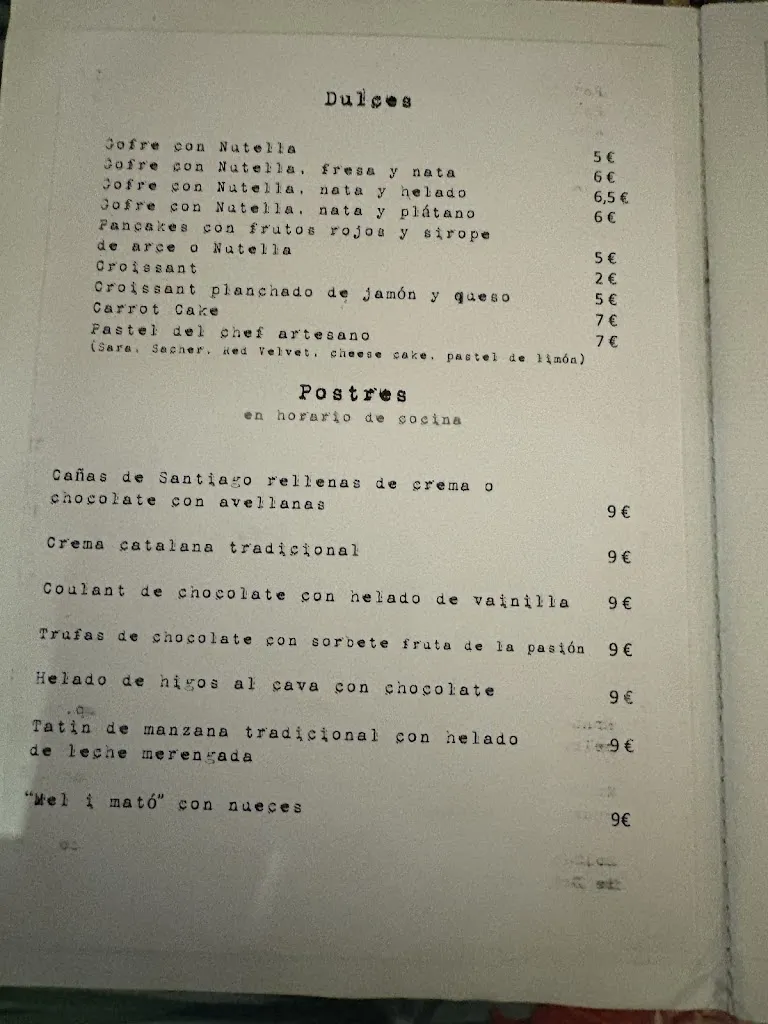 Dulces
Gofre con Nutella 5 €
Gofre con Nutella, fresa y nata 6 €
Gofre con Nutella, nata y helado 6,5 €
Gofre con Nutella, nata y plátano 6 €
Pancakes con frutos rojos y sirope
de arce o Nutella 5 €
Croissant 2 €
Croissant planchado de jamón y queso 5 €
Carrot Cake 7 €
Pastel del chef artesano 7 €
(Sara, Sacher, Red Velvet, cheese cake, pastel de limón)
Postres
en horario de cocina
Cañas de Santiago rellenas de crema o
chocolate con avellanas 9 €
Crema catalana tradicional 9 €
Coulant de chocolate con helado de vainilla 9 €
Trufas de chocolate con sorbete fruta de la pasión 9 €
Helado de higos al cava con chocolate 9 €
Tatin de manzana tradicional con helado
de leche merengada 9 €
"Mel i mató" con nueces 9€